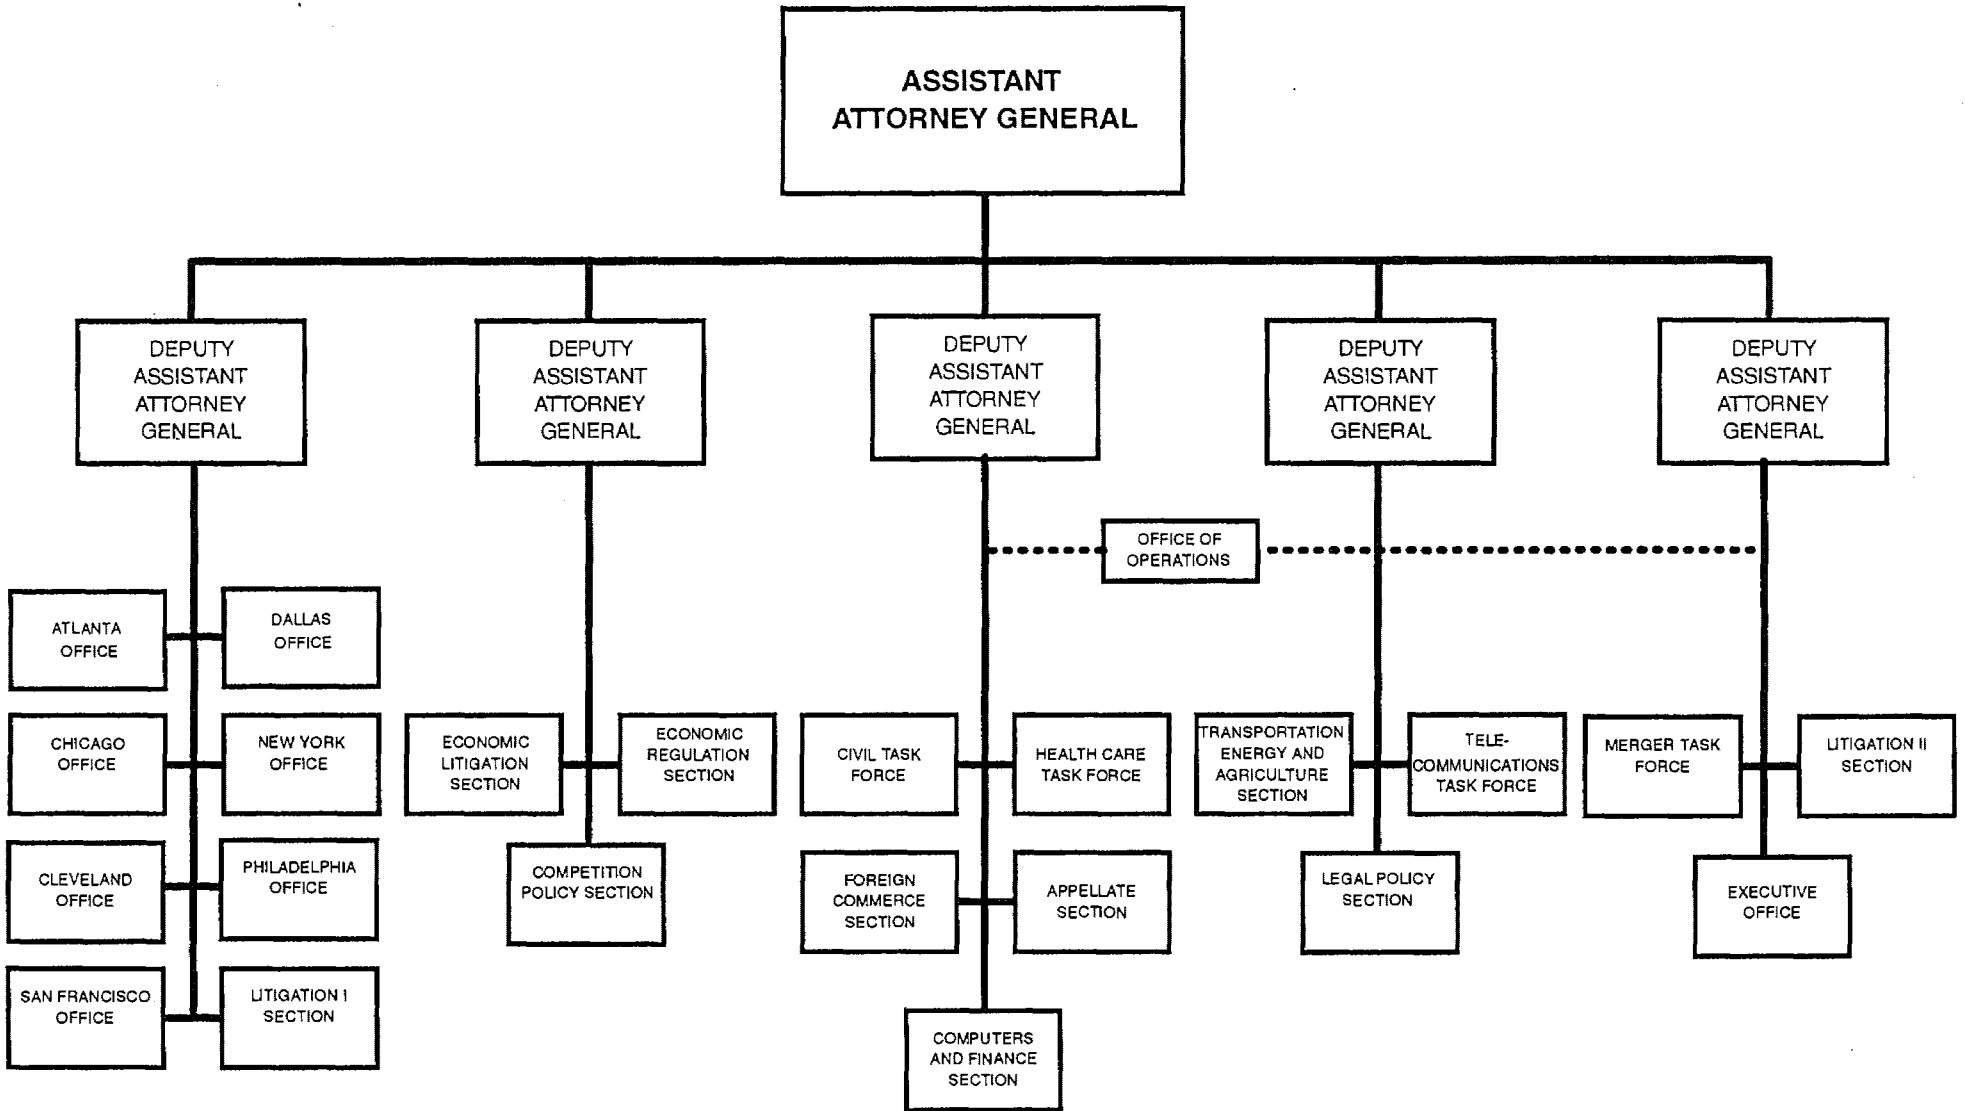 ASSISTANT
ATTORNEY GENERAL
DEPUTY
ASSISTANT
ATTORNEY
GENERAL
DEPUTY
ASSISTANT
ATTORNEY
GENERAL
DEPUTY
ASSISTANT
ATTORNEY
GENERAL
DEPUTY
ASSISTANT
ATTORNEY
GENERAL
DEPUTY
ASSISTANT
ATTORNEY
GENERAL
OFFICE OF
OPERATIONS
ATLANTA
OFFICE
DALLAS
OFFICE
CHICAGO
OFFICE
NEW YORK
OFFICE
CLEVELAND
OFFICE
PHILADELPHIA
OFFICE
SAN FRANCISCO
OFFICE
LITIGATION I
SECTION
ECONOMIC
LITIGATION
SECTION
ECONOMIC
REGULATION
SECTION
COMPETITION
POLICY SECTION
CIVIL TASK
FORCE
HEALTH CARE
TASK FORCE
FOREIGN
COMMERCE
SECTION
APPELLATE
SECTION
COMPUTERS
AND FINANCE
SECTION
TRANSPORTATION
ENERGY AND
AGRICULTURE
SECTION
TELE-
COMMUNICATIONS
TASK FORCE
LEGAL POLICY
SECTION
MERGER TASK
FORCE
LITIGATION II
SECTION
EXECUTIVE
OFFICE